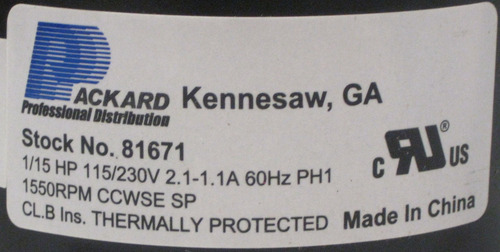 PACKARD Kennesaw, GA
Professional Distribution
Stock No. 81671
1/15 HP 115/230V 2.1-1.1A 60Hz PH1
1550RPM CCWSE SP
CL.B Ins. THERMALLY PROTECTED Made In China
C RU ® US